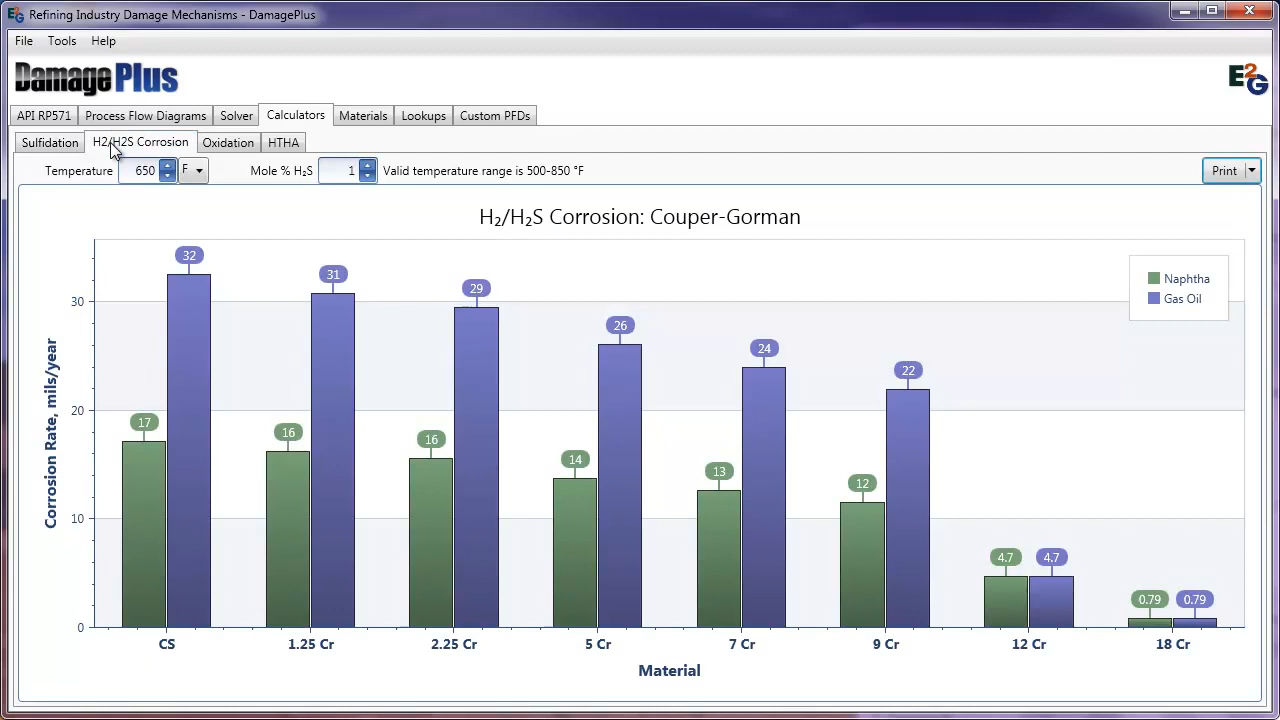 Refining Industry Damage Mechanisms - DamagePlus
File Tools Help
Damage Plus
E2G
API RP571 Process Flow Diagrams Solver Calculators Materials Lookups Custom PFDs
Sulfidation H2/H2S Corrosion Oxidation HTHA
Temperature 650 F Mole % H₂S 1 Valid temperature range is 500-850 °F Print
H₂/H₂S Corrosion: Couper-Gorman
Naphtha
Gas Oil
Corrosion Rate, mils/year
30
20
10
0
17 32 16 31 16 29 14 26 13 24 12 22 4.7 4.7 0.79 0.79
CS 1.25 Cr 2.25 Cr 5 Cr 7 Cr 9 Cr 12 Cr 18 Cr
Material